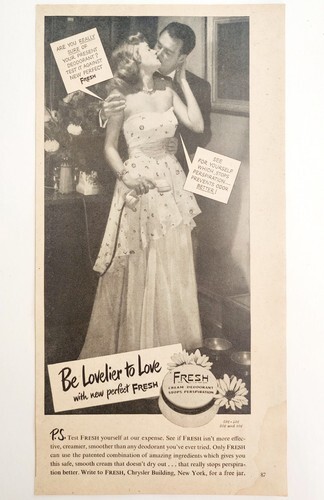 ARE YOU REALLY
SURE OF
YOUR PRESENT
DEODORANT?
TEST IT AGAINST
NEW PERFECT
FRESH
SEE
FOR YOURSELF
WHICH STOPS
PERSPIRATION...
PREVENTS ODOR
BETTER!
Be Lovelier to Love
with new perfect FRESH
FRESH
CREAM DEODORANT
STOPS PERSPIRATION
P.S. Test FRESH yourself at our expense. See if FRESH isn't more effec-
tive, creamier, smoother than any deodorant you've ever tried. Only FRESH
can use the patented combination of amazing ingredients which gives you
this safe, smooth cream that doesn't dry out . . . that really stops perspira-
tion better. Write to FRESH, Chrysler Building, New York, for a free jar.
87